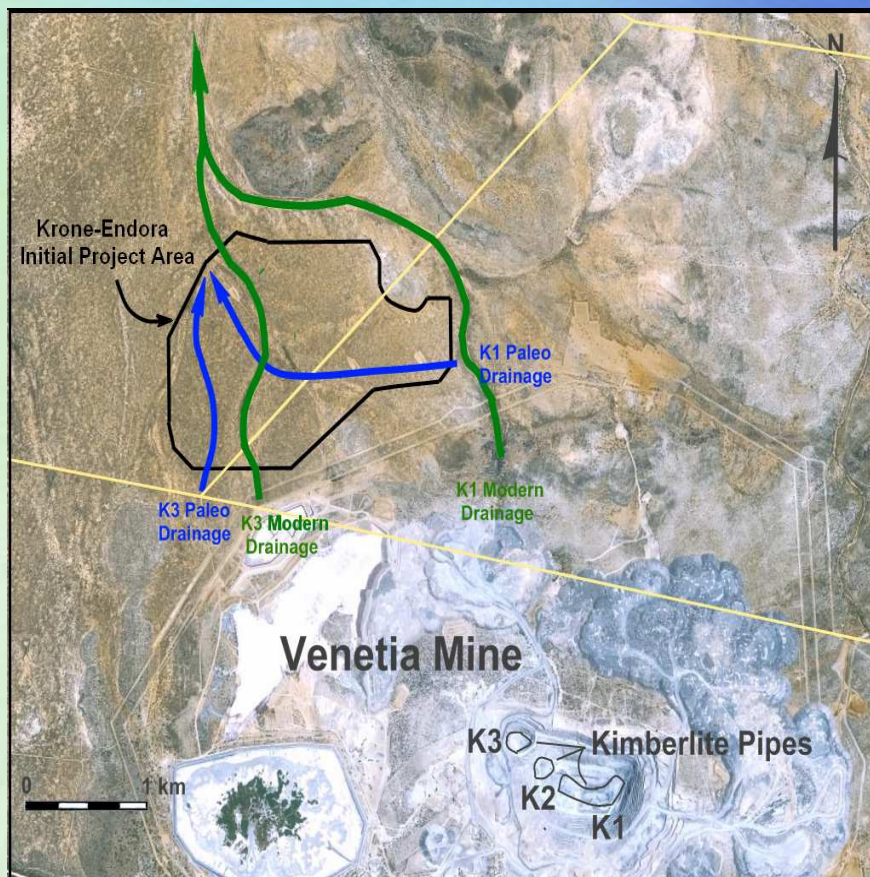 N
Krone-Endora
Initial Project Area
K1 Paleo
Drainage
K3 Paleo
Drainage
K3 Modern
Drainage
K1 Modern
Drainage
Venetia Mine
K3
Kimberlite Pipes
K2
K1
0 1 km